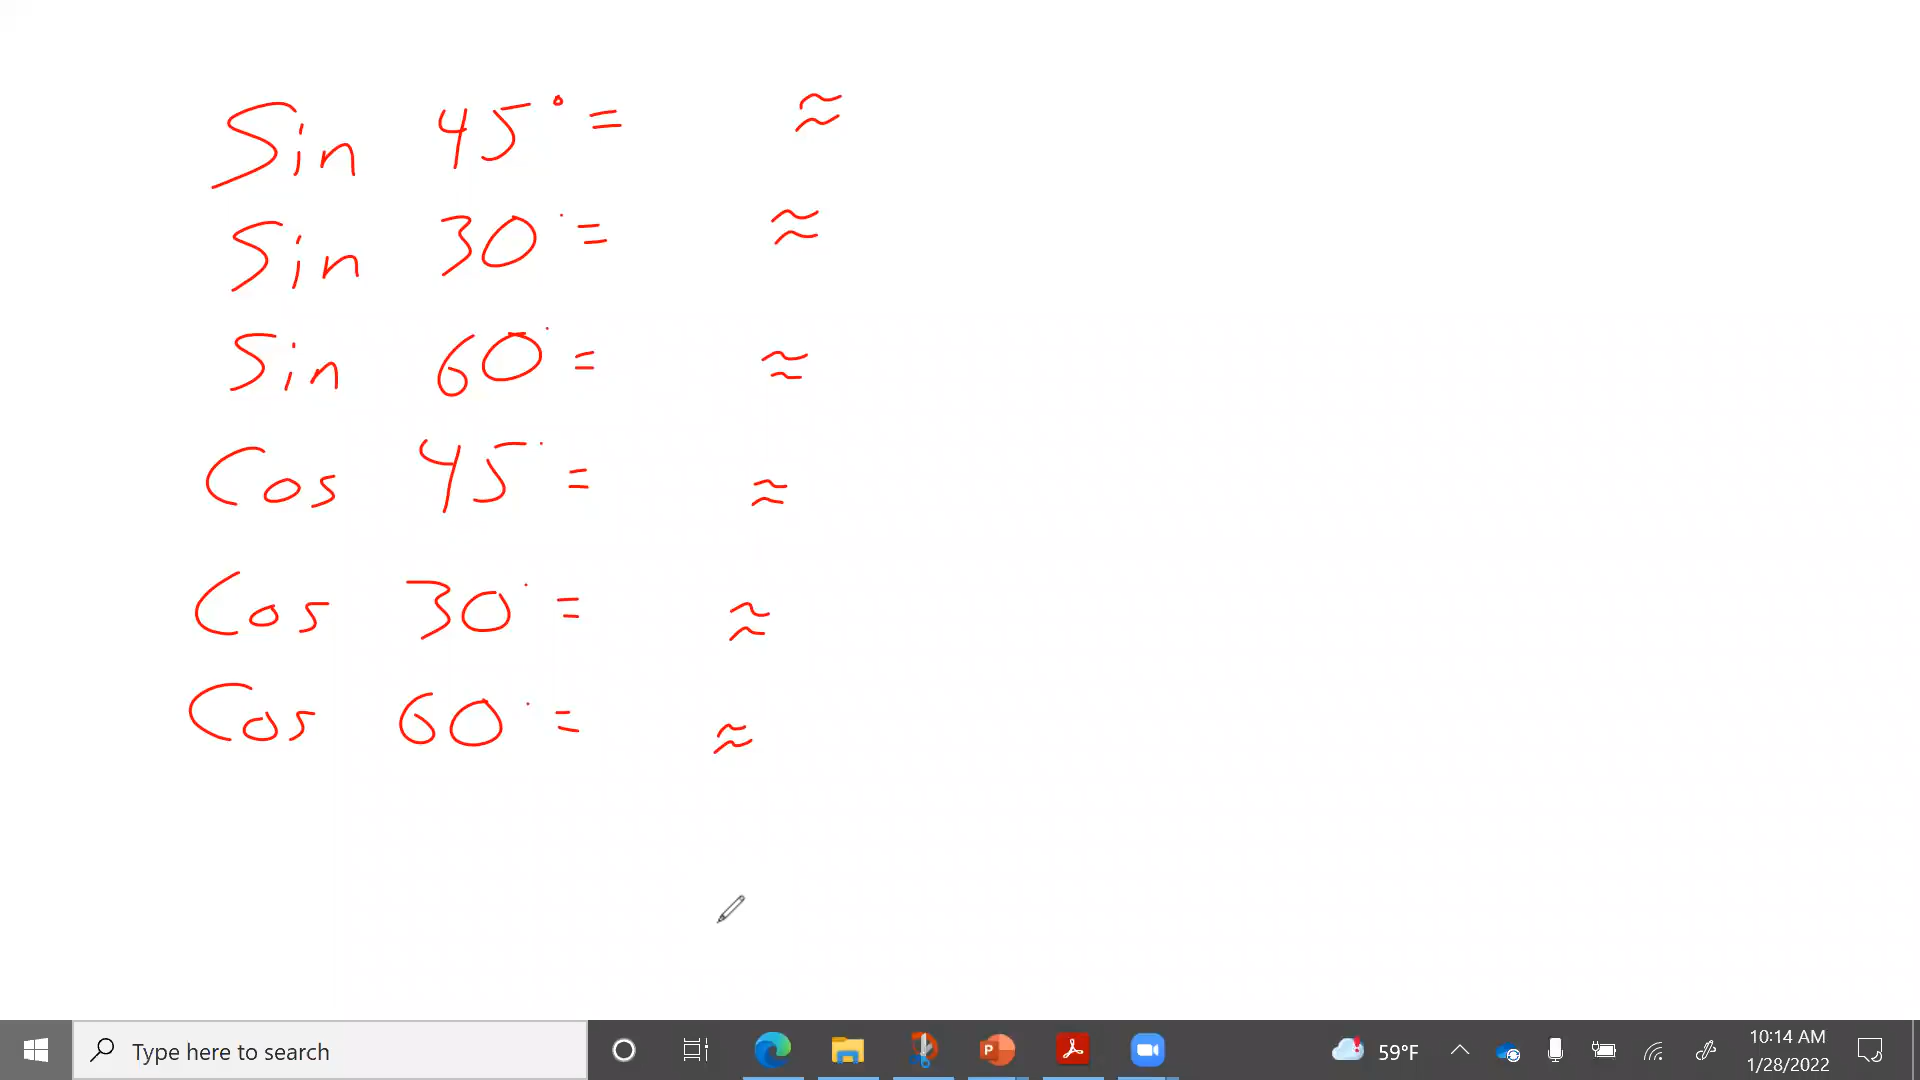 Sin 45° = ≈
Sin 30° = ≈
Sin 60° = ≈
Cos 45° = ≈
Cos 30° = ≈
Cos 60° = ≈
Type here to search
59°F
10:14 AM
1/28/2022